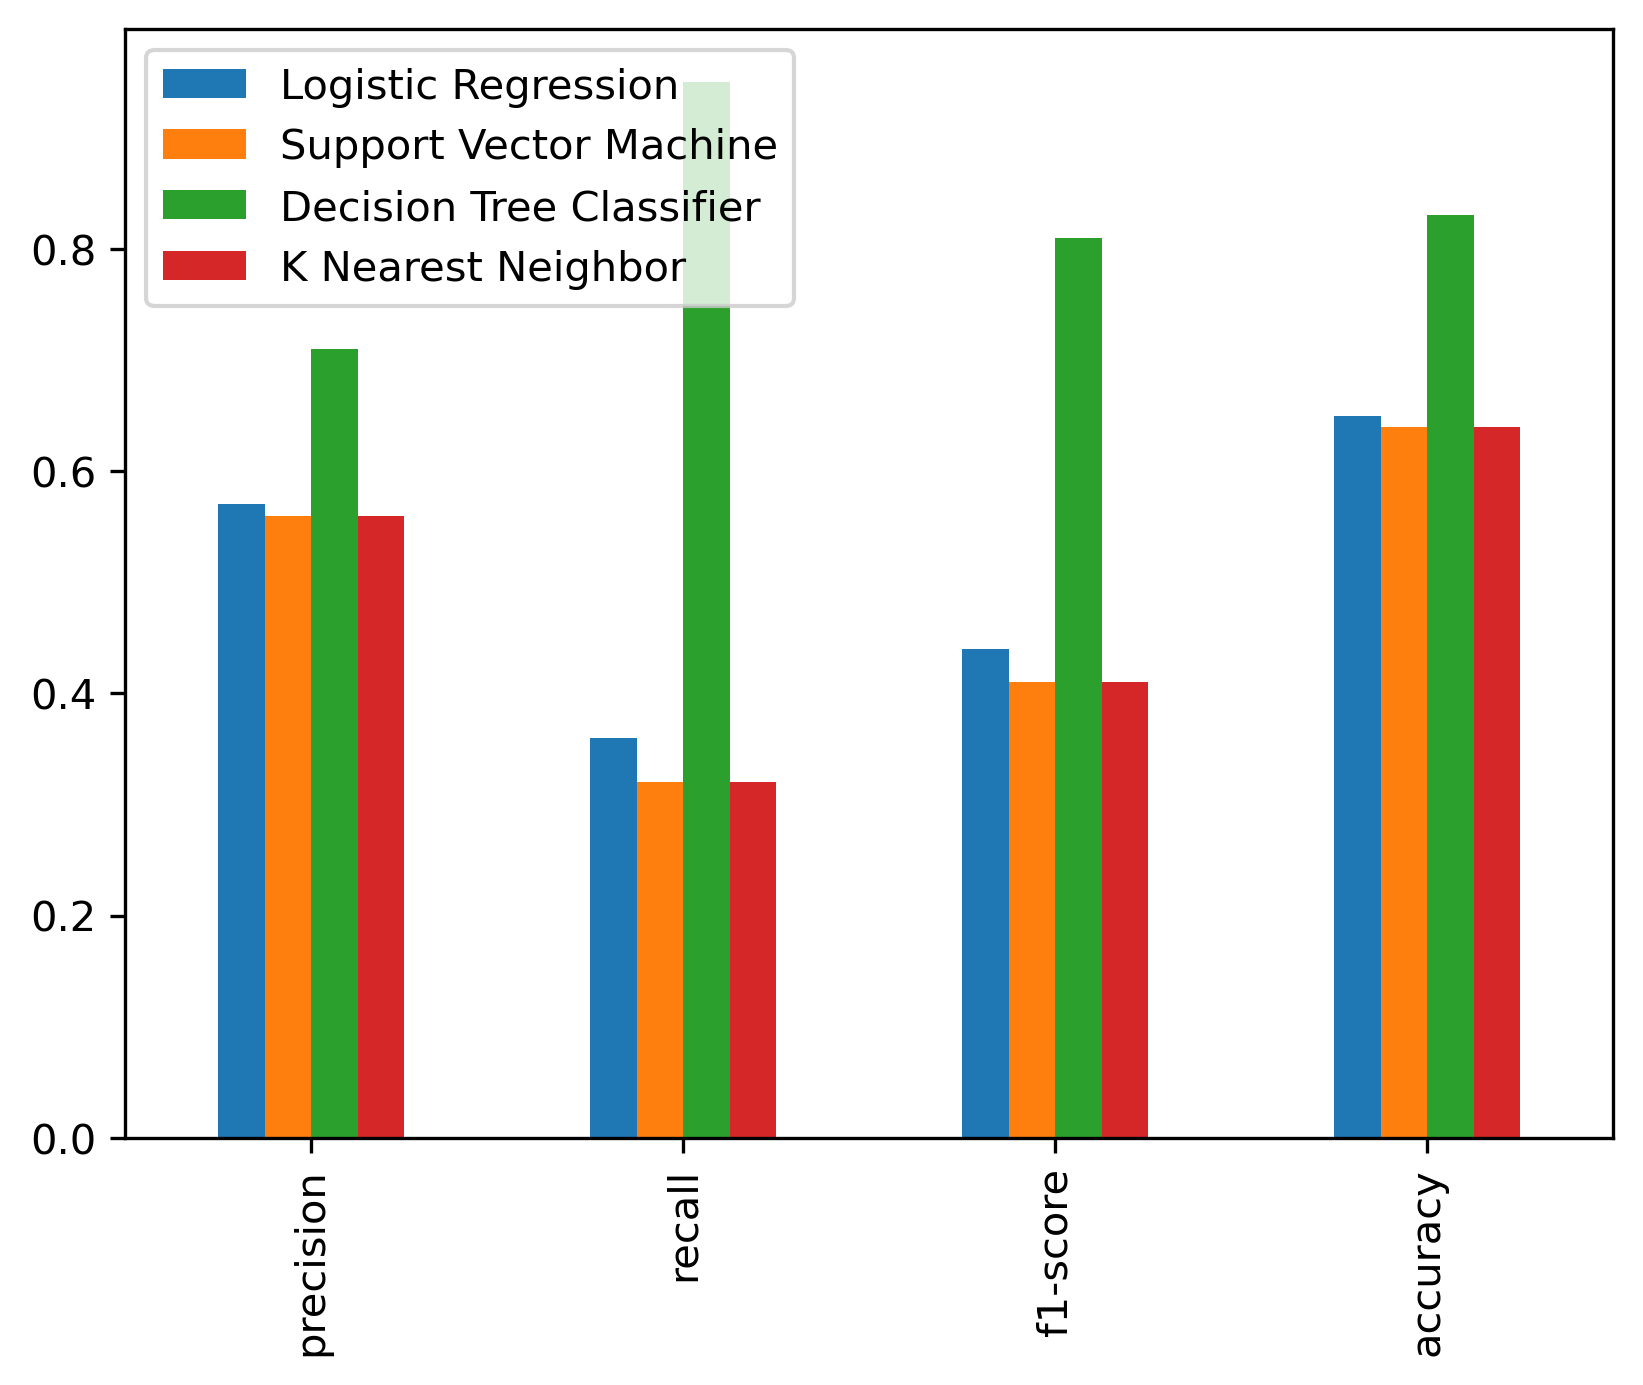 Logistic Regression
Support Vector Machine
Decision Tree Classifier
K Nearest Neighbor
0.8
0.6
0.4
0.2
0.0
precision
recall
f1-score
accuracy